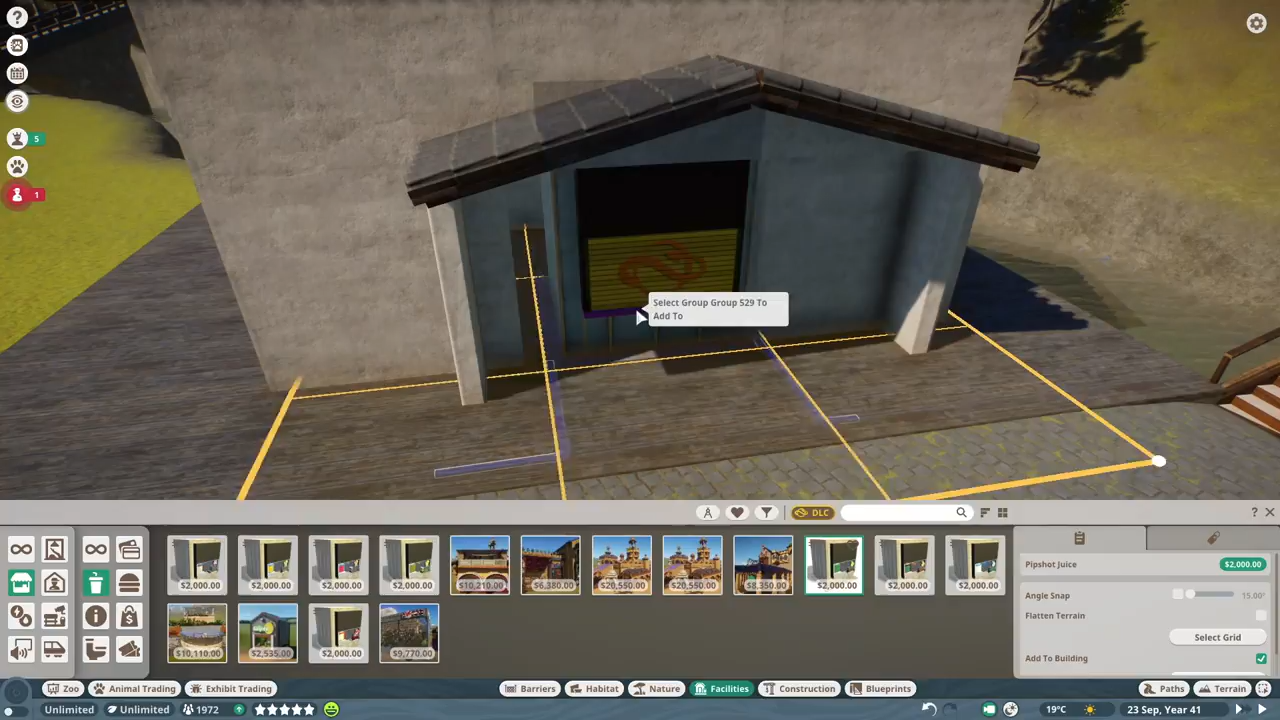 ?
5
1
Select Group Group 529 To
Add To
DLC
? ×
$2,000.00
$2,000.00
$2,000.00
$2,000.00
$10,210.00
$6,380.00
$20,550.00
$20,550.00
$8,350.00
$2,000.00
$2,000.00
$2,000.00
$10,110.00
$2,535.00
$2,000.00
$9,770.00
Pipshot Juice
$2,000.00
Angle Snap
15.00°
Flatten Terrain
Select Grid
Add To Building
Zoo
Animal Trading
Exhibit Trading
Barriers
Habitat
Nature
Facilities
Construction
Blueprints
Paths
Terrain
Unlimited
Unlimited
1972
19°C
23 Sep, Year 41